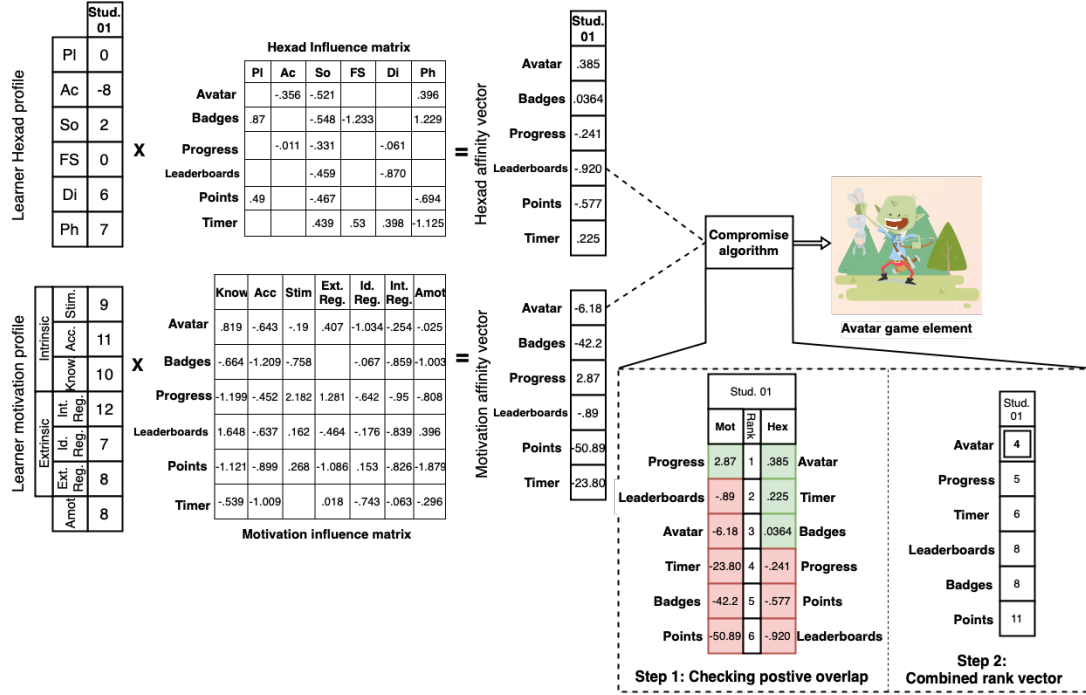 Stud. 01
Learner Hexad profile
Pl 0
Ac -8
So 2
FS 0
Di 6
Ph 7
X
Hexad Influence matrix
Pl Ac So FS Di Ph
Avatar -.356 -.521 .396
Badges .87 -.548 -1.233 1.229
Progress -.011 -.331 -.061
Leaderboards -.459 -.870
Points .49 -.467 -.694
Timer .439 .53 .398 -1.125
=
Hexad affinity vector
Stud. 01
Avatar .385
Badges .0364
Progress -.241
Leaderboards -.920
Points -.577
Timer .225
Learner motivation profile
Intrinsic
Stim. 9
Acc. 11
Know. 10
Extrinsic
Int. Reg. 12
Id. Reg. 7
Ext. Reg. 8
Amot 8
X
Know Acc Stim Ext. Reg. Id. Reg. Int. Reg. Amot
Avatar .819 -.643 -.19 .407 -1.034 -.254 -.025
Badges -.664 -1.209 -.758 -.067 -.859 -1.003
Progress -1.199 -.452 2.182 1.281 -.642 -.95 -.808
Leaderboards 1.648 -.637 .162 -.464 -.176 -.839 .396
Points -1.121 -.899 .268 -1.086 .153 -.826 -1.879
Timer -.539 -1.009 .018 -.743 -.063 -.296
Motivation influence matrix
=
Motivation affinity vector
Avatar -6.18
Badges -42.2
Progress 2.87
Leaderboards -.89
Points -50.89
Timer -23.80
Compromise algorithm
Avatar game element
Stud. 01
Mot Rank Hex
Progress 2.87 1 .385 Avatar
Leaderboards -.89 2 .225 Timer
Avatar -6.18 3 .0364 Badges
Timer -23.80 4 -.241 Progress
Badges -42.2 5 -.577 Points
Points -50.89 6 -.920 Leaderboards
Step 1: Checking postive overlap
Stud. 01
Avatar 4
Progress 5
Timer 6
Leaderboards 8
Badges 8
Points 11
Step 2:
Combined rank vector